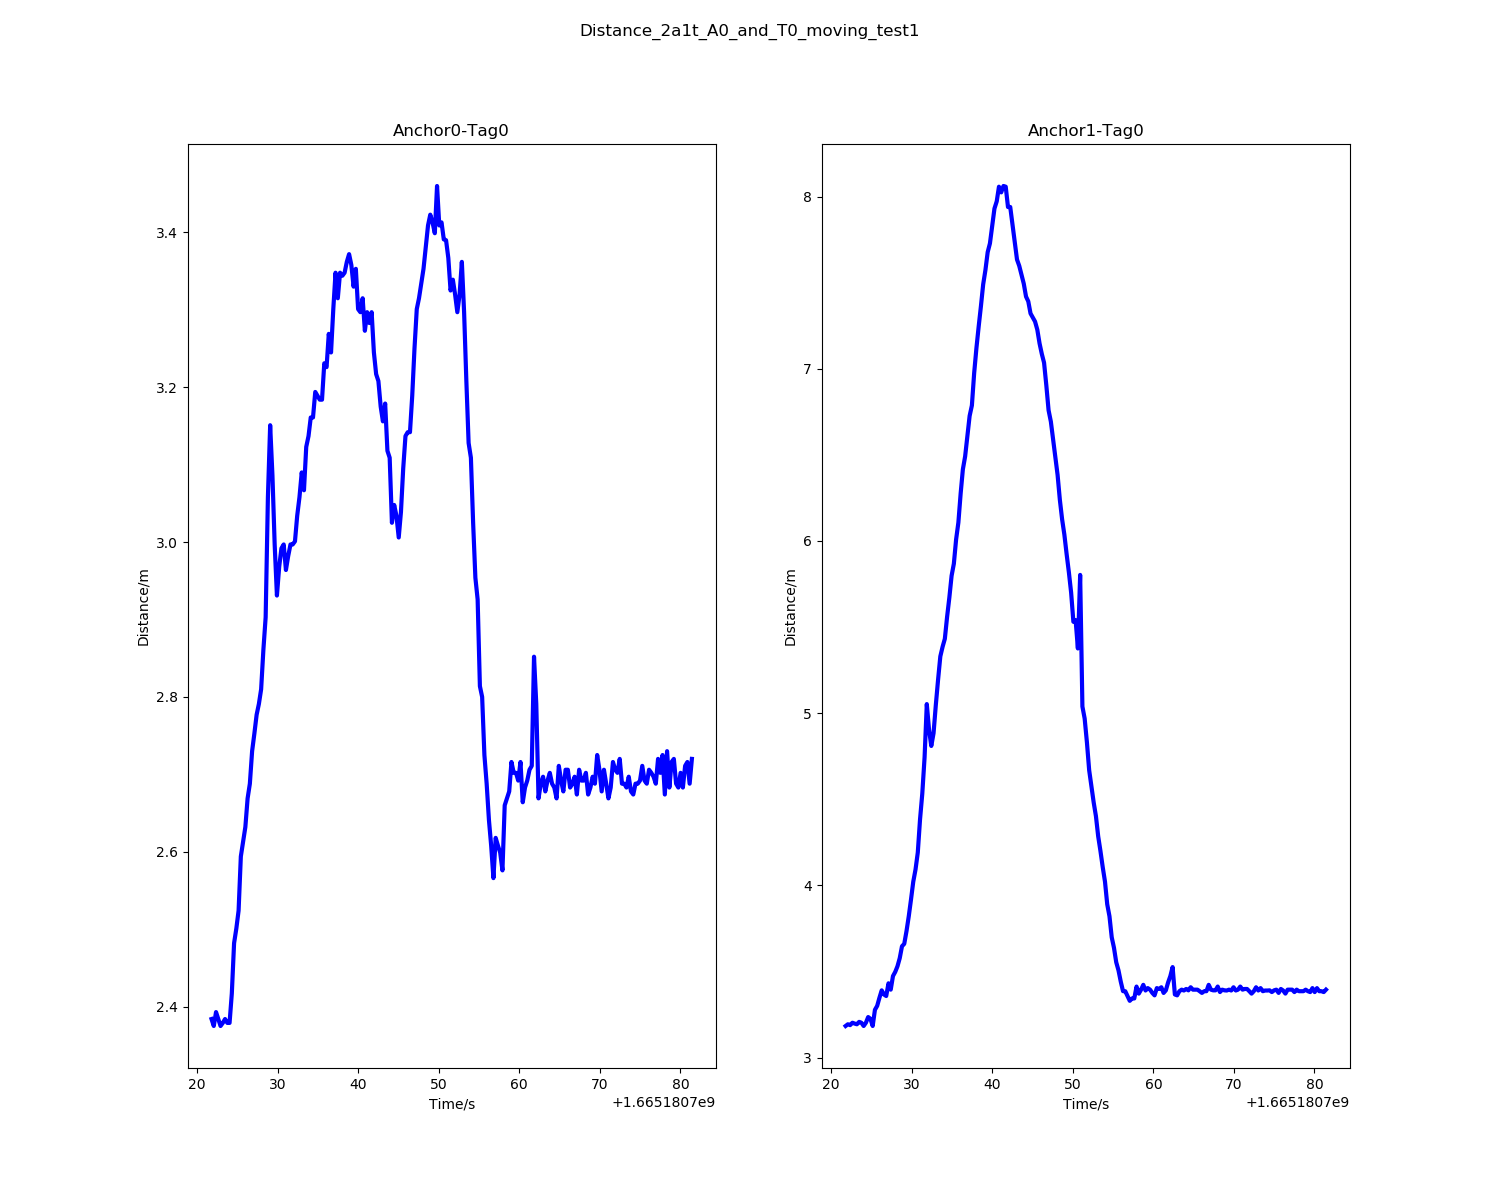 Distance_2a1t_A0_and_T0_moving_test1
Anchor0-Tag0
Distance/m
3.4
3.2
3.0
2.8
2.6
2.4
20 30 40 50 60 70 80
Time/s
+1.6651807e9
Anchor1-Tag0
Distance/m
8
7
6
5
4
3
20 30 40 50 60 70 80
Time/s
+1.6651807e9